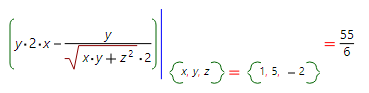 (y·2·x − y/(√(x·y+z²)·2))| {x, y, z} = {1, 5, −2} = 55/6